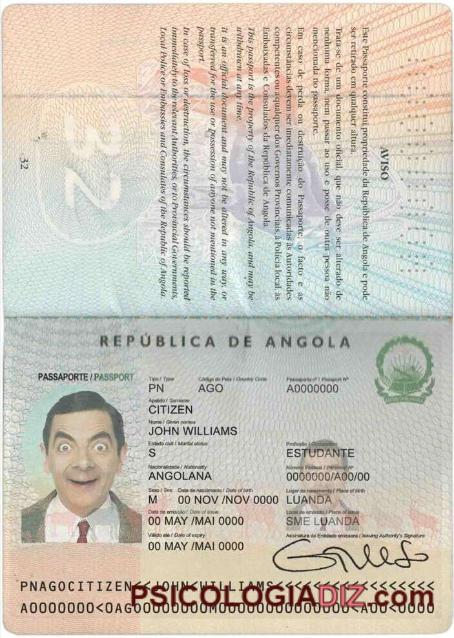 AVISO
Este Passaporte constitui propriedade da República de Angola e pode
ser retirado em qualquer altura.
Trata-se de um documento oficial, que não deve ser alterado, de
nenhuma forma, nem passar ao uso e posse de outra pessoa não
mencionada no passaporte.
Em caso de perda ou destruição do Passaporte, o facto e as
circunstâncias devem ser imediatamente comunicadas às Autoridades
competentes ou a qualquer dos Governos Provinciais, à Polícia local, às
Embaixadas e Consulados da República de Angola.
This passport is the property of the Republic of Angola, and may be
withdrawn at any time.
It is an official document and may not be altered in any way, or
transferred for the use or possession of anyone not mentioned in the
passport.
In case of loss or destruction, the circumstances should be reported
immediately to the relevant Authorities, or to Provincial Governments,
Local Police or Embassies and Consulates of the Republic of Angola.
32
32
REPÚBLICA DE ANGOLA
PASSAPORTE / PASSPORT
Tipo / Type Código do País / Country Code Passaporte nº / Passport Nº
PN AGO A0000000
Apelido / Surname
CITIZEN
Nome / Given names
JOHN WILLIAMS
Estado civil / Marital status Profissão / Occupation
S ESTUDANTE
Nacionalidade / Nationality
ANGOLANA 0000000/A00/00
Sexo / Sex Data de nascimento / Date of birth Local de nascimento / Place of birth
M 00 NOV /NOV 0000 LUANDA
Data de emissão / Date of issue Local de emissão / Place of issue
00 MAY /MAI 0000 SME LUANDA
Válido até / Date of expiry Assinatura da Entidade emissora / Issuing Authority's Signature
00 MAY /MAI 0000
PNAGOCITIZEN<<JOHN<WILLIAMS<<<<<<<<<<<<<<<<<
PSICOLOGIADIZ.com